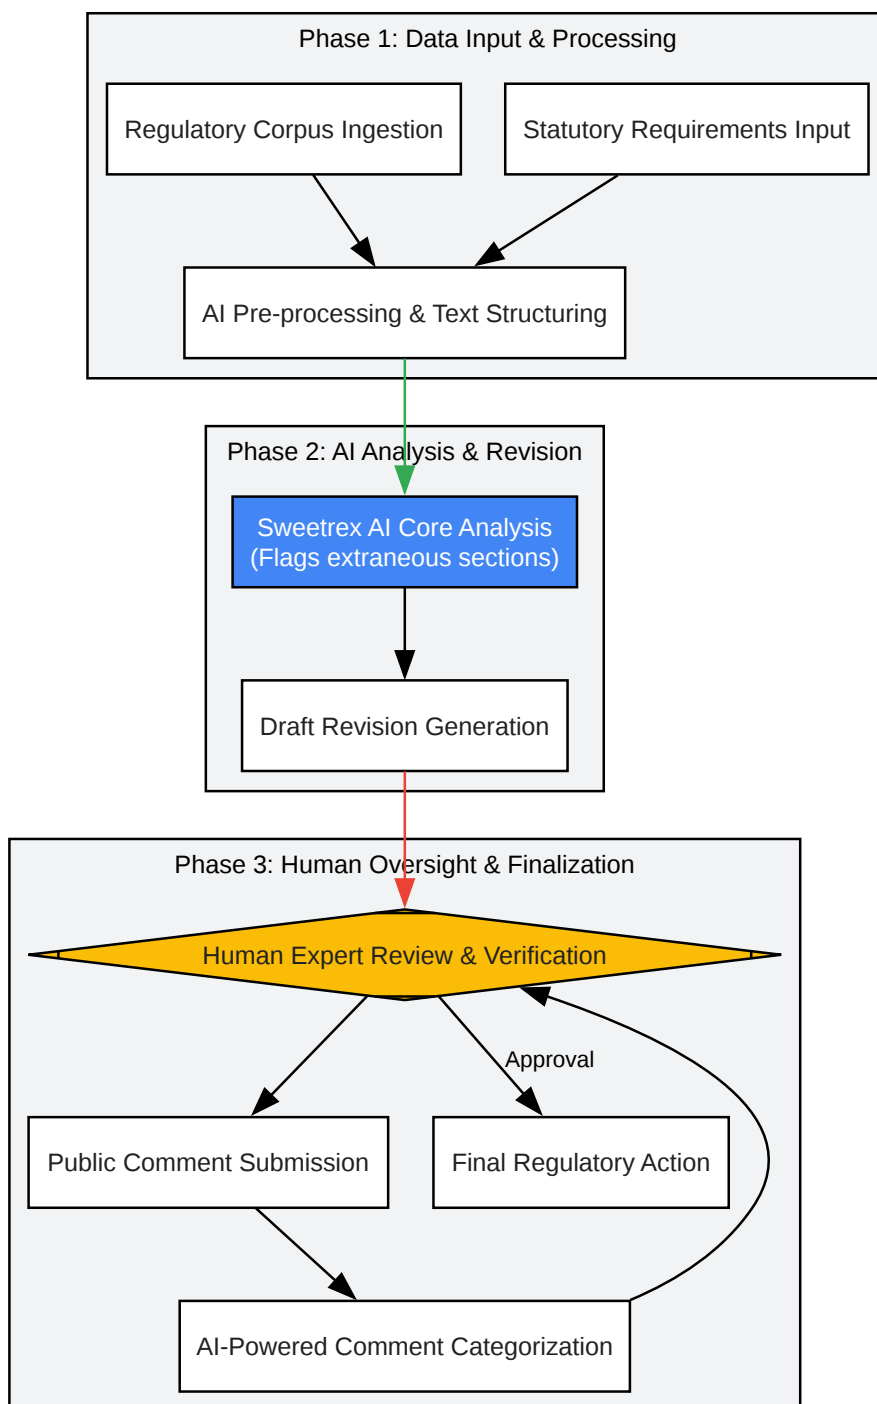 Phase 1: Data Input & Processing
Regulatory Corpus Ingestion
Statutory Requirements Input
AI Pre-processing & Text Structuring
Phase 2: AI Analysis & Revision
Sweetrex AI Core Analysis
(Flags extraneous sections)
Draft Revision Generation
Phase 3: Human Oversight & Finalization
Human Expert Review & Verification
Approval
Public Comment Submission
Final Regulatory Action
AI-Powered Comment Categorization